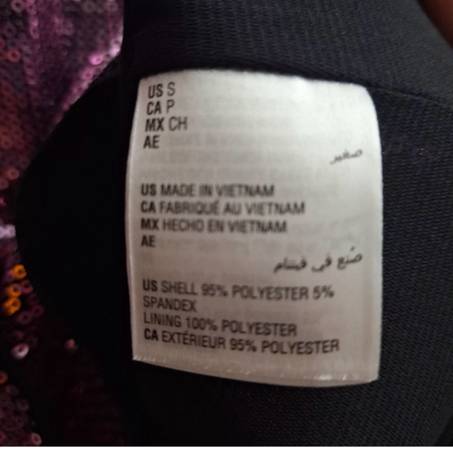 US S
CA P
MX CH
AE
صغير
US MADE IN VIETNAM
CA FABRIQUÉ AU VIETNAM
MX HECHO EN VIETNAM
AE
صُنع في فيتنام
US SHELL 95% POLYESTER 5%
SPANDEX
LINING 100% POLYESTER
CA EXTÉRIEUR 95% POLYESTER